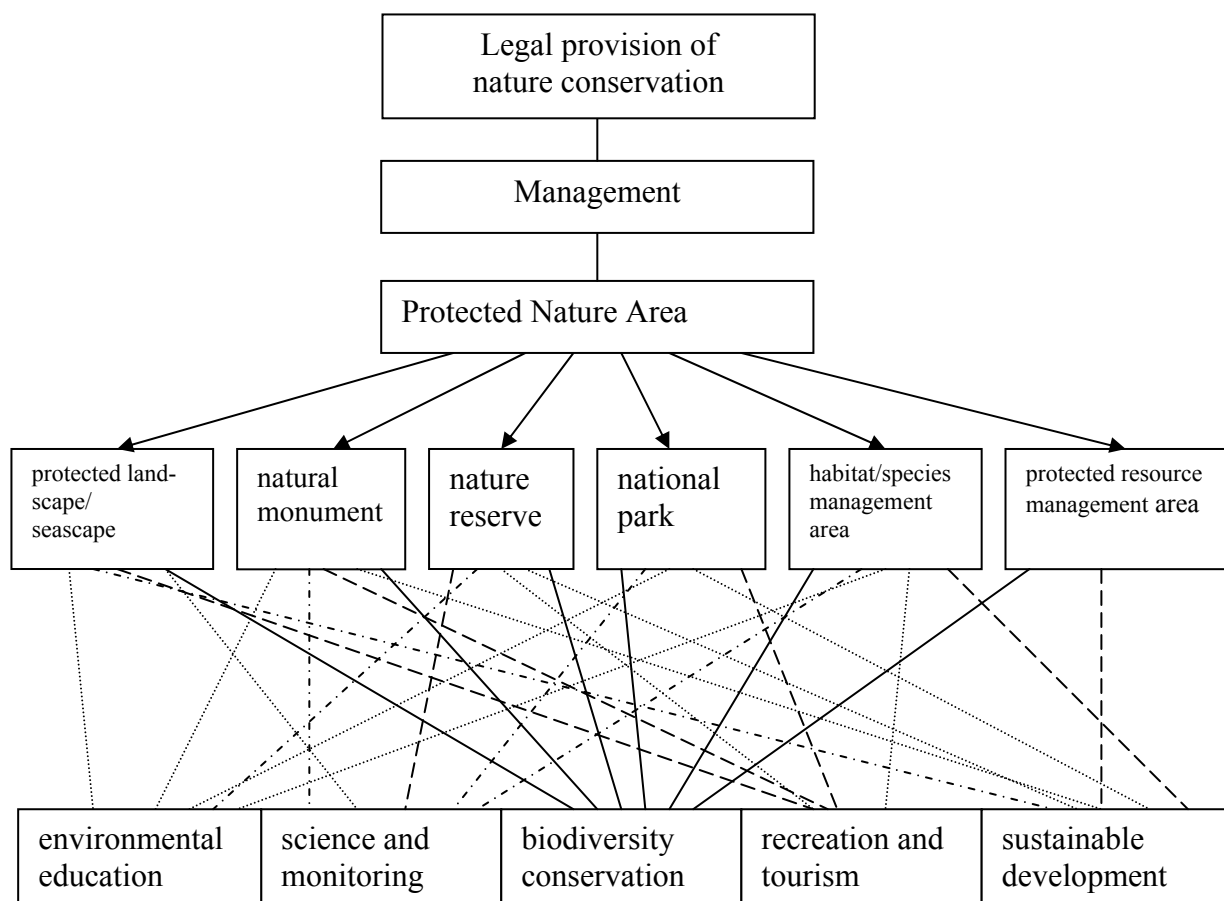 Legal provision of
nature conservation
Management
Protected Nature Area
protected land-
scape/
seascape
natural
monument
nature
reserve
national
park
habitat/species
management
area
protected resource
management area
environmental
education
science and
monitoring
biodiversity
conservation
recreation and
tourism
sustainable
development